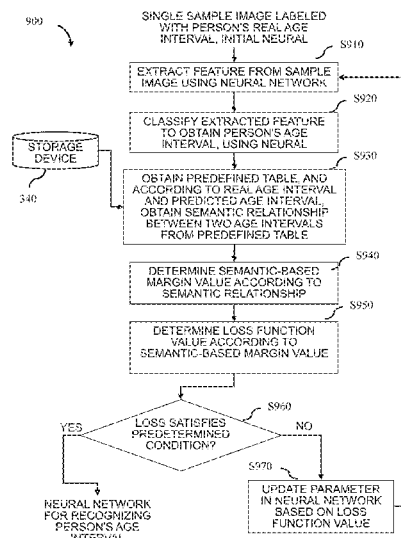 900
SINGLE SAMPLE IMAGE LABELED
WITH PERSON'S REAL AGE
INTERVAL, INITIAL NEURAL
S910
EXTRACT FEATURE FROM SAMPLE
IMAGE USING NEURAL NETWORK
S920
CLASSIFY EXTRACTED FEATURE
TO OBTAIN PERSON'S AGE
INTERVAL, USING NEURAL
S930
STORAGE
DEVICE
340
OBTAIN PREDEFINED TABLE, AND
ACCORDING TO REAL AGE INTERVAL
AND PREDICTED AGE INTERVAL,
OBTAIN SEMANTIC RELATIONSHIP
BETWEEN TWO AGE INTERVALS
FROM PREDEFINED TABLE
S940
DETERMINE SEMANTIC-BASED
MARGIN VALUE ACCORDING TO
SEMANTIC RELATIONSHIP
S950
DETERMINE LOSS FUNCTION
VALUE ACCORDING TO
SEMANTIC-BASED MARGIN VALUE
S960
YES
LOSS SATISFIES
PREDETERMINED
CONDITION?
NO
S970
NEURAL NETWORK
FOR RECOGNIZING
PERSON'S AGE
INTERVAL
UPDATE PARAMETER
IN NEURAL NETWORK
BASED ON LOSS
FUNCTION VALUE